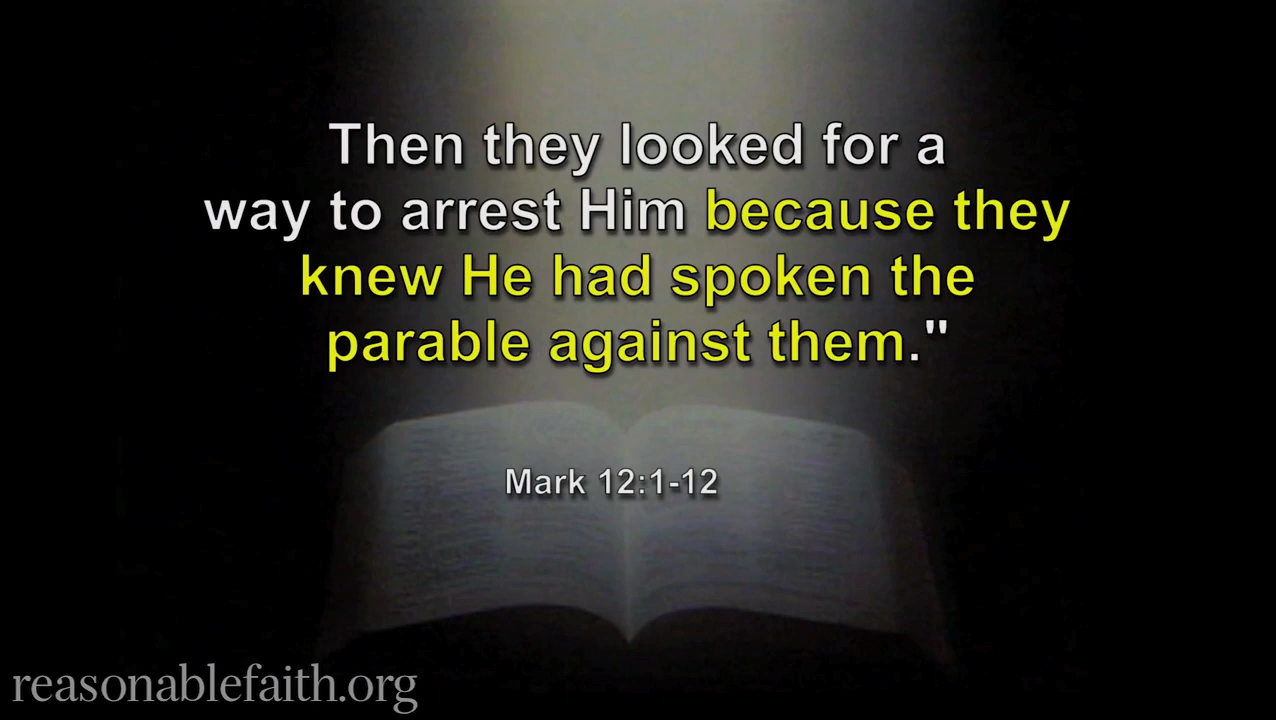 Then they looked for a
way to arrest Him because they
knew He had spoken the
parable against them."
Mark 12:1-12
reasonablefaith.org